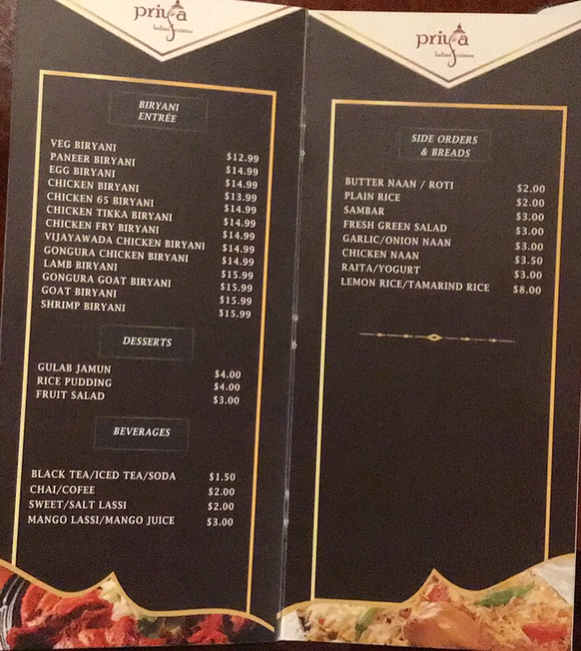 priya
Indian Cuisine
BIRYANI
ENTRÉE
VEG BIRYANI $12.99
PANEER BIRYANI $14.99
EGG BIRYANI $14.99
CHICKEN BIRYANI $13.99
CHICKEN 65 BIRYANI $14.99
CHICKEN TIKKA BIRYANI $14.99
CHICKEN FRY BIRYANI $14.99
VIJAYAWADA CHICKEN BIRYANI $14.99
GONGURA CHICKEN BIRYANI $14.99
LAMB BIRYANI $15.99
GONGURA GOAT BIRYANI $15.99
GOAT BIRYANI $15.99
SHRIMP BIRYANI $15.99
DESSERTS
GULAB JAMUN $4.00
RICE PUDDING $4.00
FRUIT SALAD $3.00
BEVERAGES
BLACK TEA/ICED TEA/SODA $1.50
CHAI/COFEE $2.00
SWEET/SALT LASSI $2.00
MANGO LASSI/MANGO JUICE $3.00
priya
Indian Cuisine
SIDE ORDERS
& BREADS
BUTTER NAAN / ROTI $2.00
PLAIN RICE $2.00
SAMBAR $3.00
FRESH GREEN SALAD $3.00
GARLIC/ONION NAAN $3.00
CHICKEN NAAN $3.50
RAITA/YOGURT $3.00
LEMON RICE/TAMARIND RICE $8.00